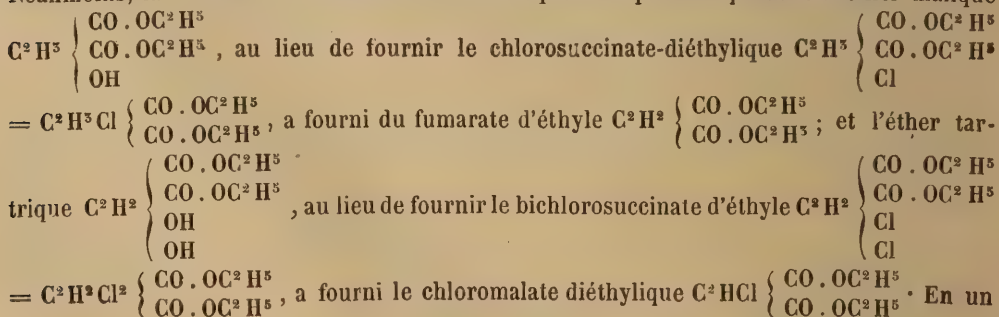 C²H³ { CO.OC²H⁵ CO.OC²H⁵ OH , au lieu de fournir le chlorosuccinate-diéthylique C²H³ { CO.OC²H⁵ CO.OC²H⁵ Cl
= C²H³Cl { CO.OC²H⁵ CO.OC²H⁵ , a fourni du fumarate d'éthyle C²H² { CO.OC²H⁵ CO.OC²H⁵ ; et l'éther tar-
trique C²H² { CO.OC²H⁵ CO.OC²H⁵ OH OH , au lieu de fournir le bichlorosuccinate d'éthyle C²H² { CO.OC²H⁵ CO.OC²H⁵ Cl Cl
= C²H²Cl² { CO.OC²H⁵ CO.OC²H⁵ , a fourni le chloromalate diéthylique C²HCl { CO.OC²H⁵ CO.OC²H⁵ . En un